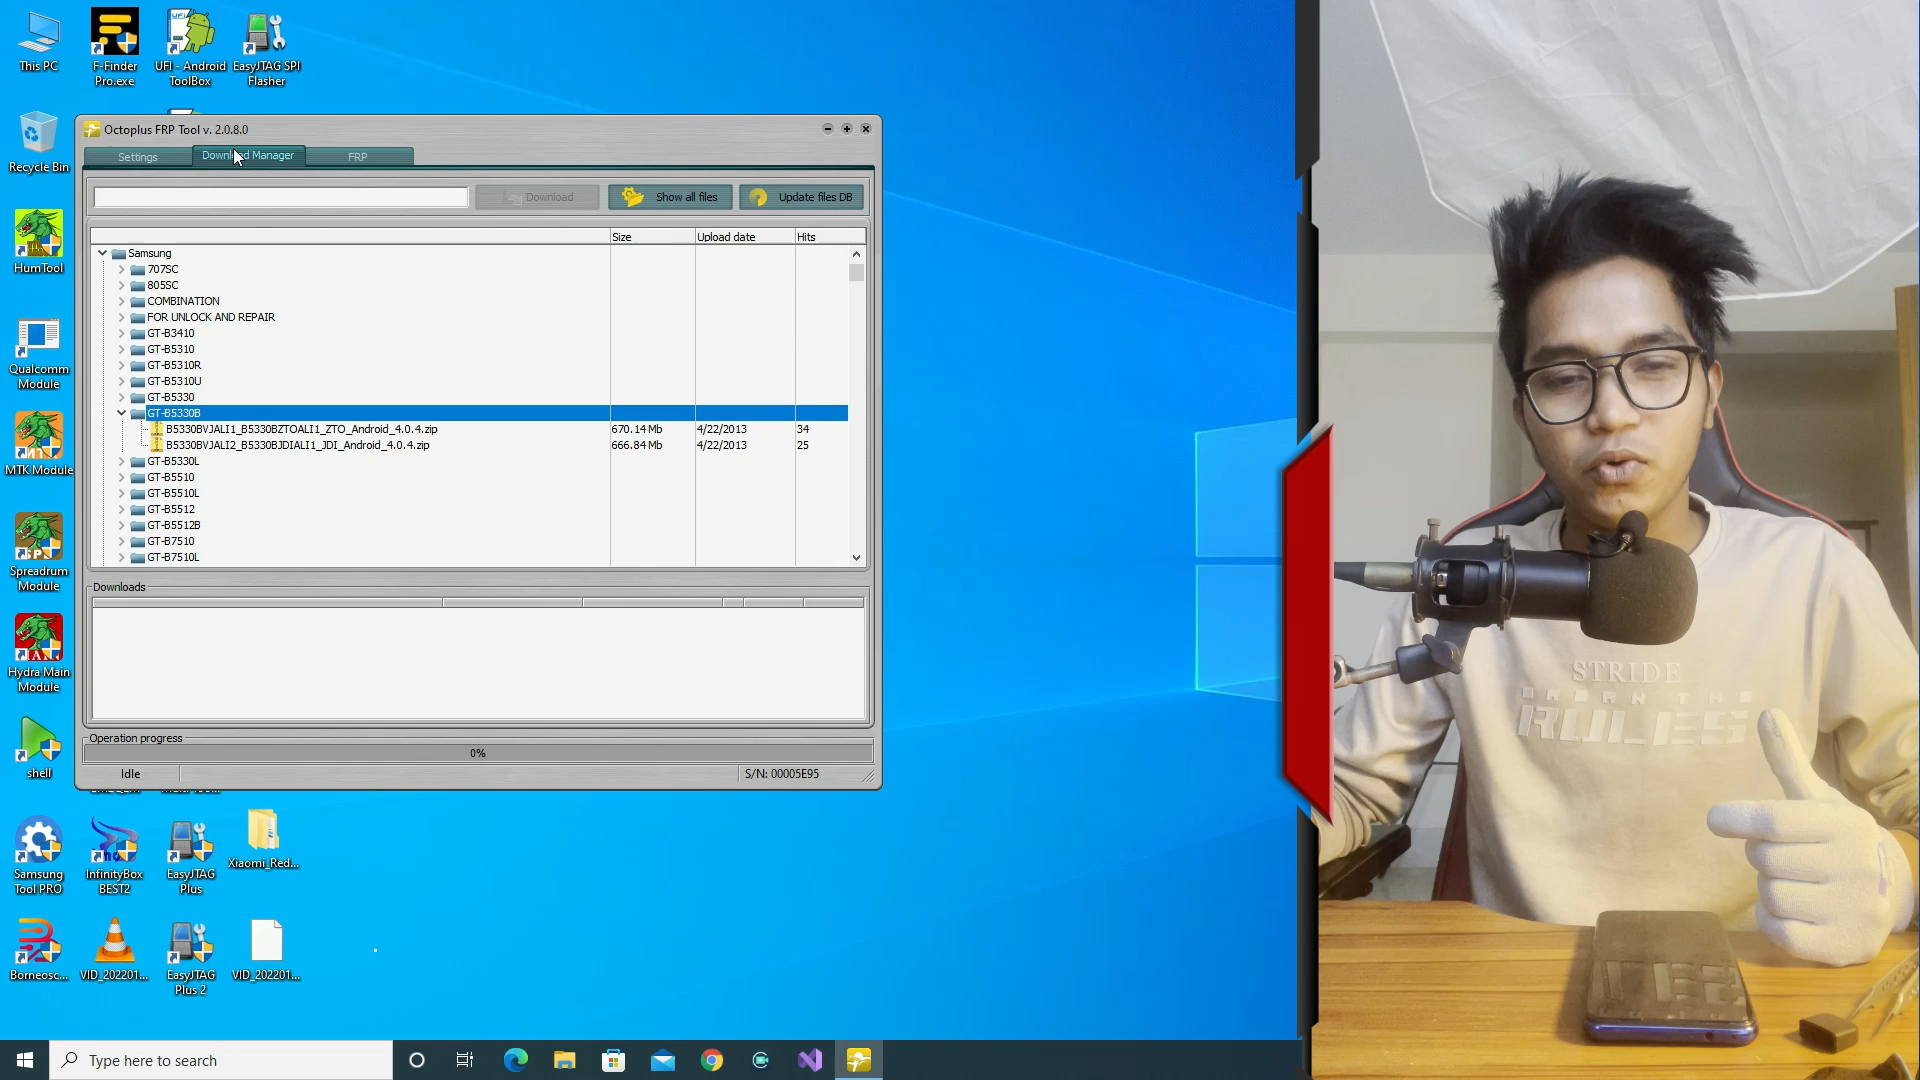 This PC
F-Finder
Pro.exe
UFI - Android
ToolBox
EasyJTAG SPI
Flasher
Recycle Bin
HumTool
Qualcomm
Module
MTK Module
Spreadrum
Module
Hydra Main
Module
shell
Octoplus FRP Tool v. 2.0.8.0
Settings
Download Manager
FRP
Download
Show all files
Update files DB
Size
Upload date
Hits
Samsung
707SC
805SC
COMBINATION
FOR UNLOCK AND REPAIR
GT-B3410
GT-B5310
GT-B5310R
GT-B5310U
GT-B5330
GT-B5330B
B5330BVJALI1_B5330BZTOALI1_ZTO_Android_4.0.4.zip 670.14 Mb 4/22/2013 34
B5330BVJALI2_B5330BJDIALI1_JDI_Android_4.0.4.zip 666.84 Mb 4/22/2013 25
GT-B5330L
GT-B5510
GT-B5510L
GT-B5512
GT-B5512B
GT-B7510
GT-B7510L
Downloads
Operation progress
0%
Idle
S/N: 00005E95
Samsung
Tool PRO
InfinityBox
BEST2
EasyJTAG
Plus
Xiaomi_Red...
Borneosc...
VID_202201...
EasyJTAG
Plus 2
VID_202201...
Type here to search
STRIDE
RULES